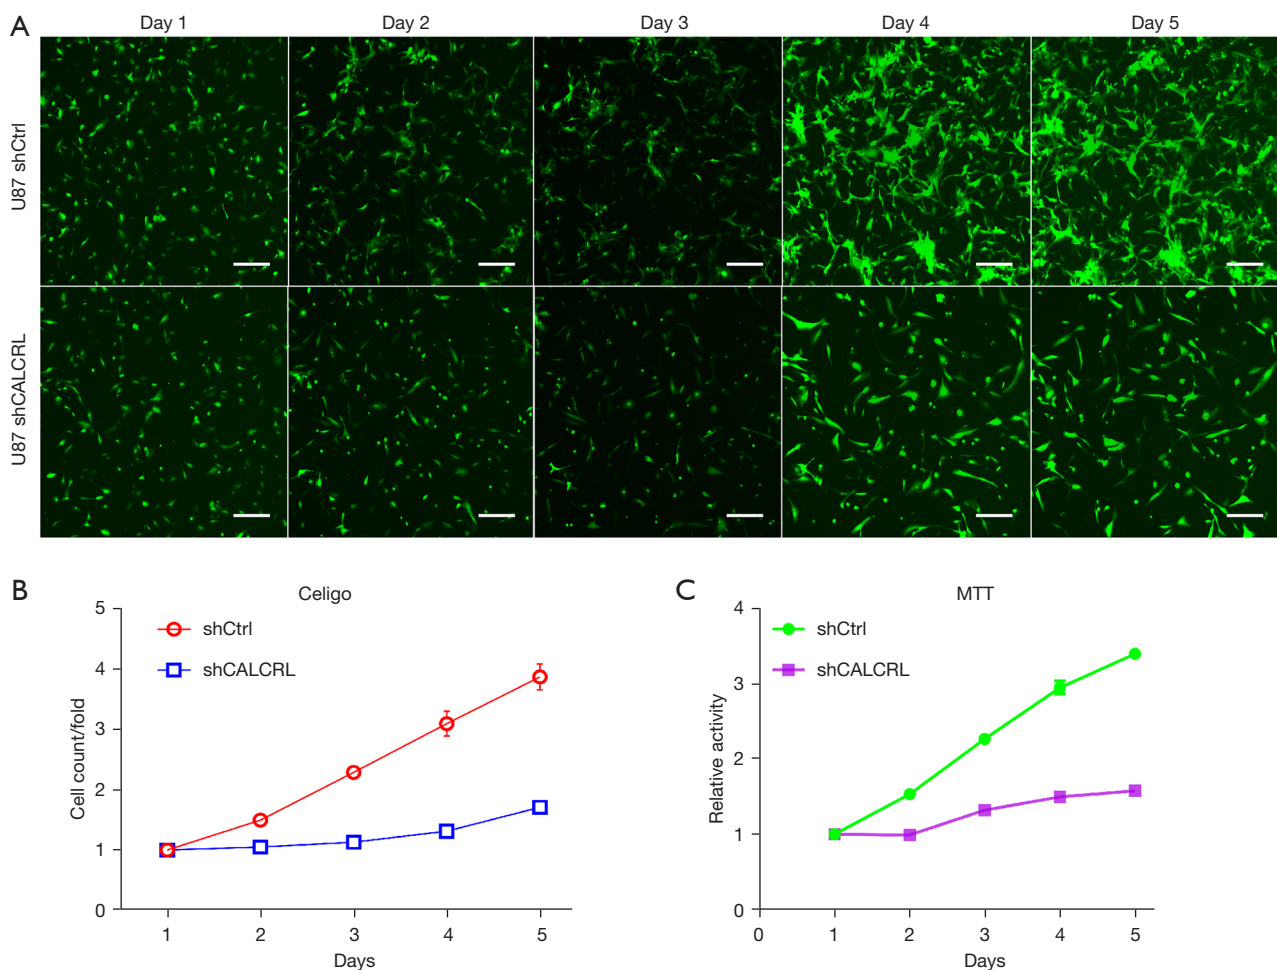 A
Day 1
Day 2
Day 3
Day 4
Day 5
U87 shCtrl
U87 shCALCRL
B
Celigo
Cell count/fold
5
4
3
2
1
0
shCtrl
shCALCRL
1
2
3
4
5
Days
C
MTT
Relative activity
4
3
2
1
0
shCtrl
shCALCRL
0
1
2
3
4
5
Days